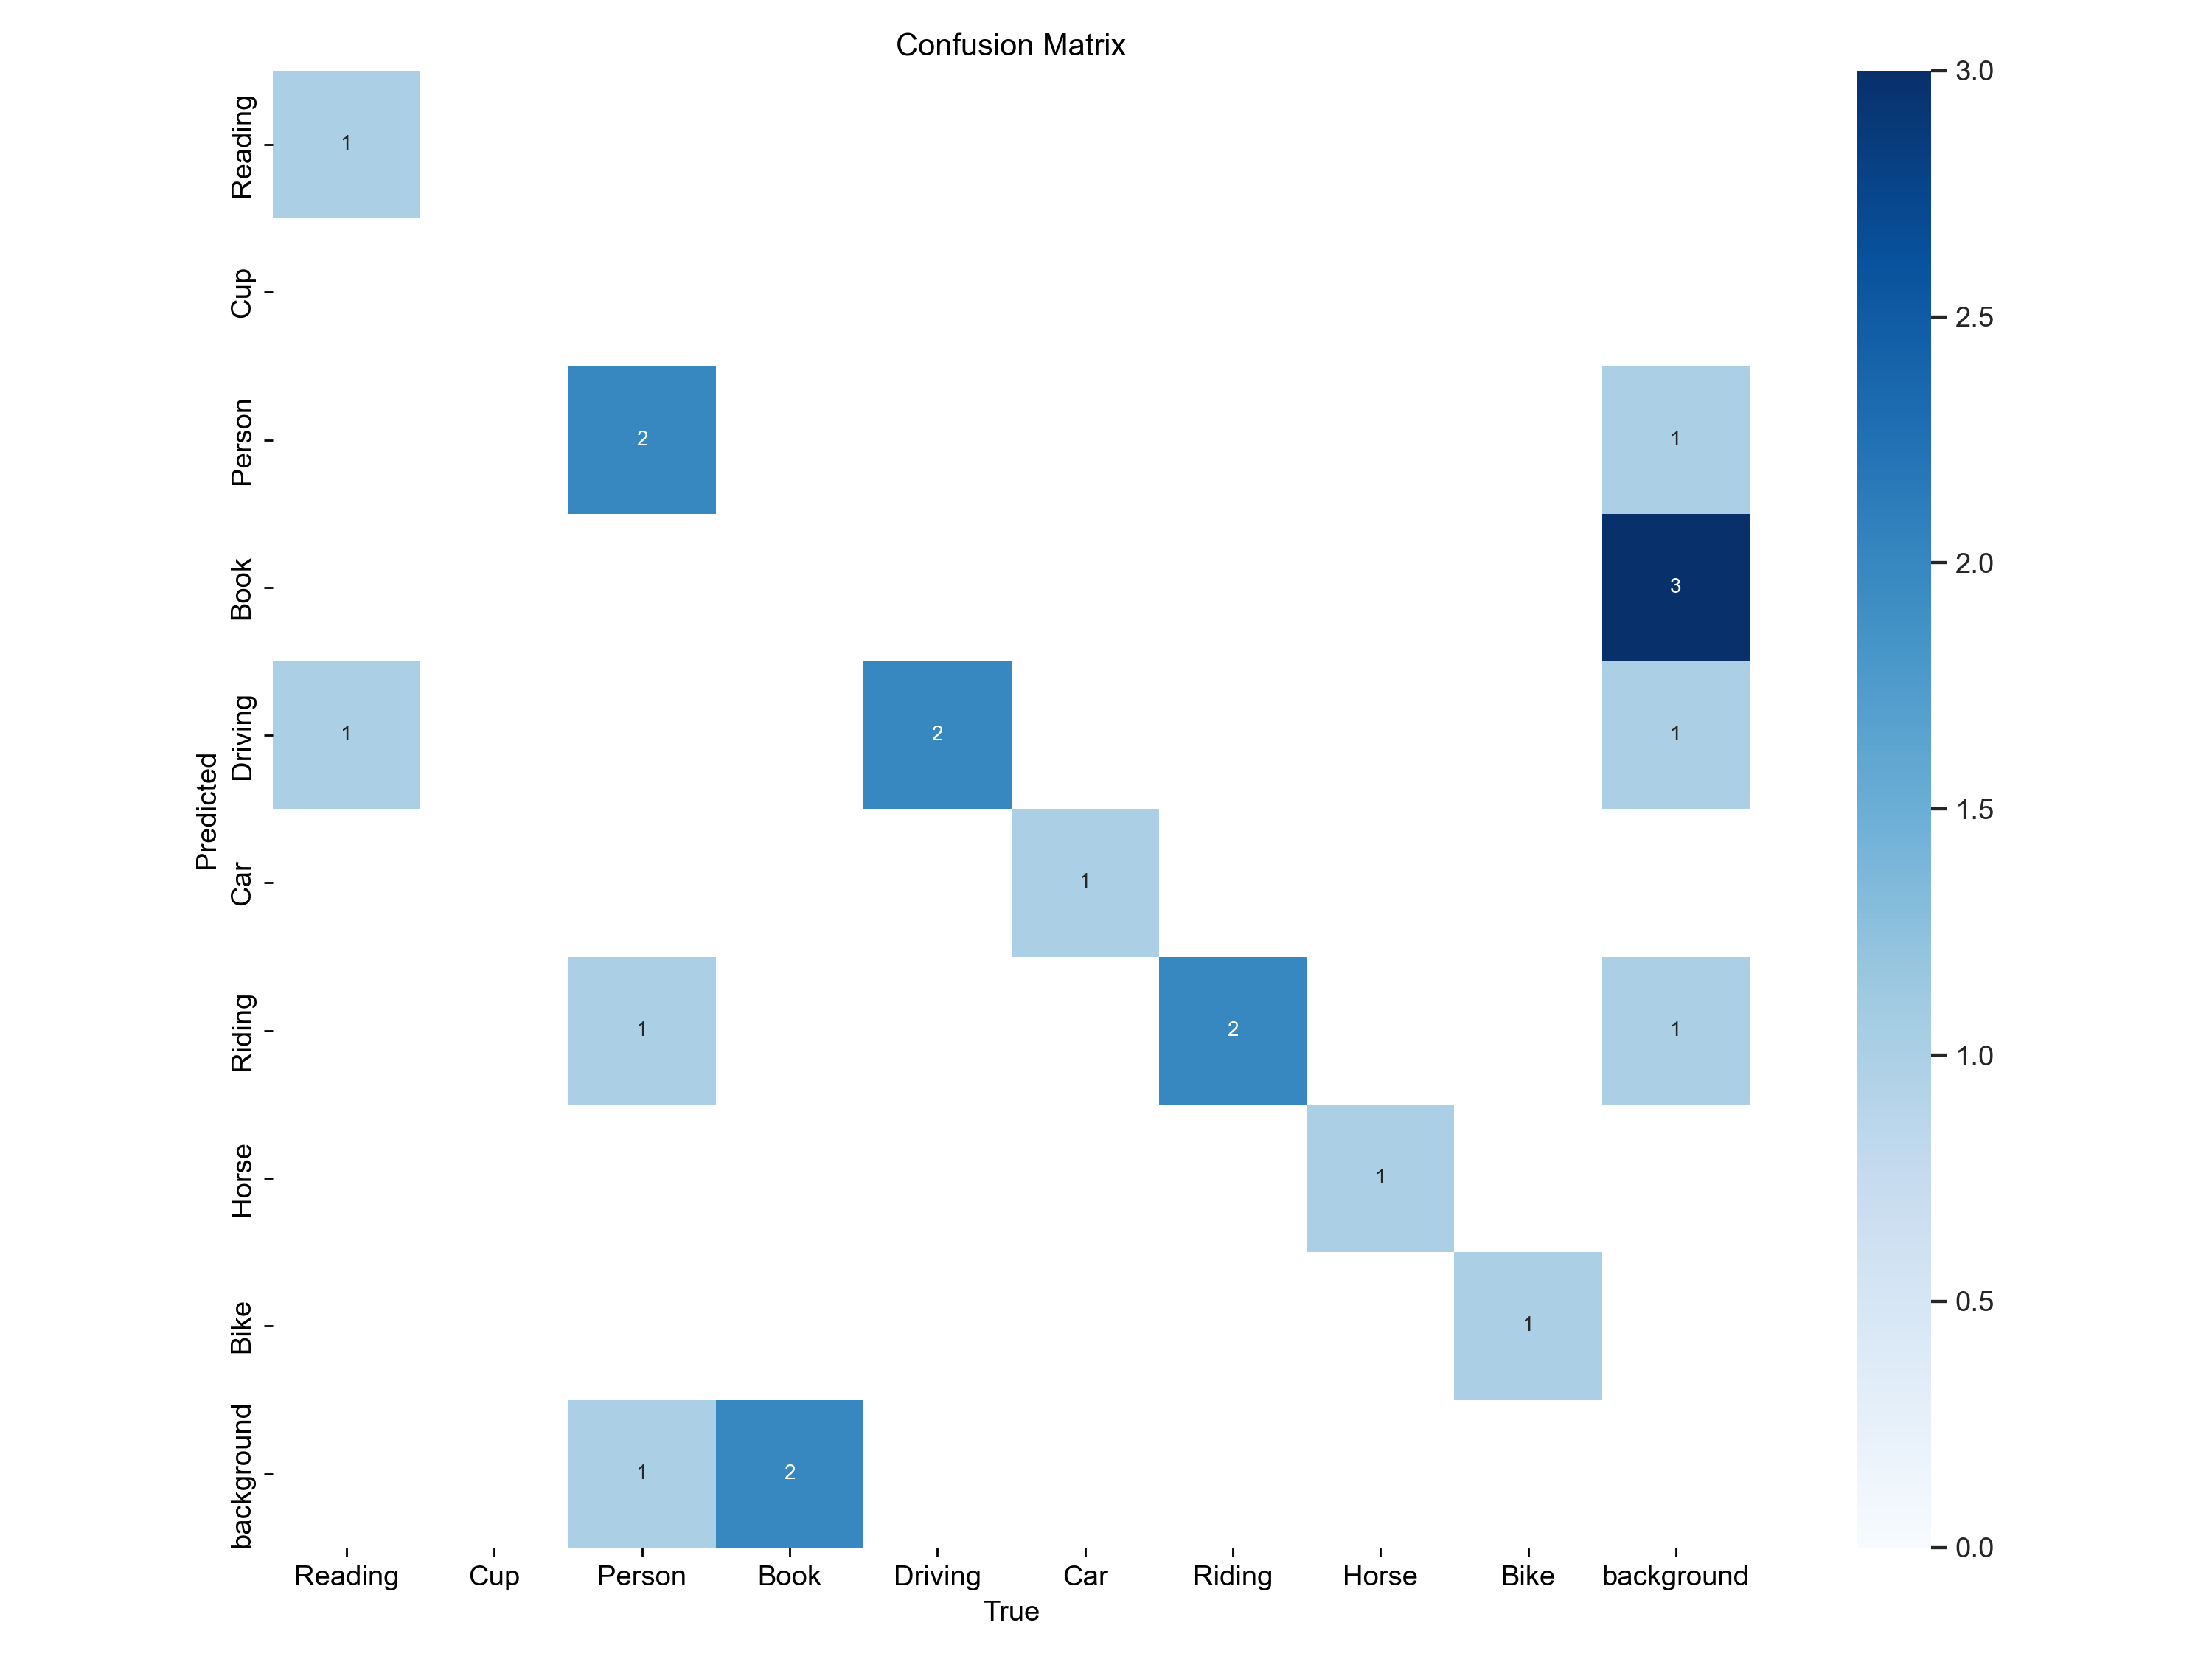 Confusion Matrix
Reading
Cup
Person
Book
Driving
Car
Riding
Horse
Bike
background
Predicted
1
2
1
3
1
2
1
1
1
2
1
1
1
1
2
Reading Cup Person Book Driving Car Riding Horse Bike background
True
3.0
2.5
2.0
1.5
1.0
0.5
0.0